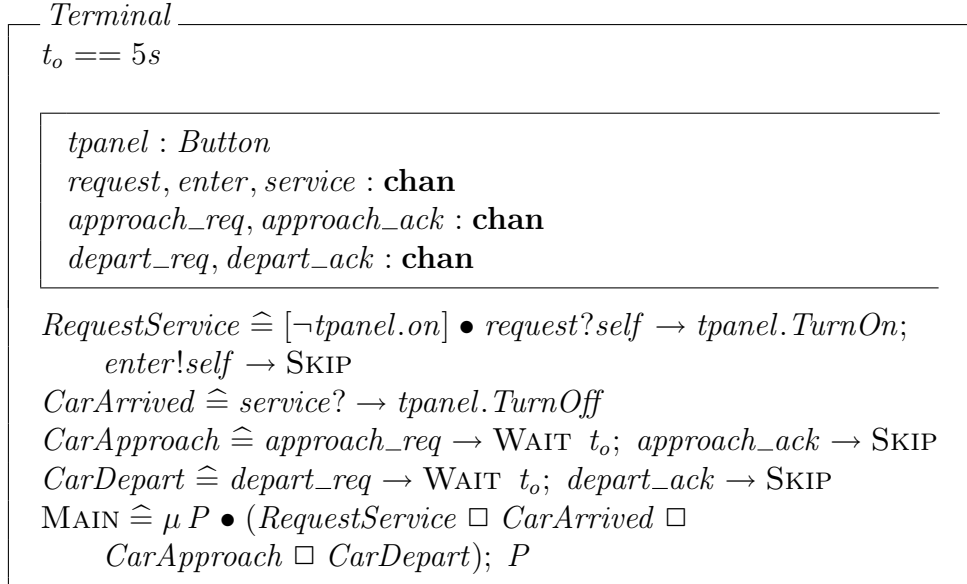 Terminal
t_o == 5s
tpanel : Button
request, enter, service : chan
approach_req, approach_ack : chan
depart_req, depart_ack : chan
RequestService ≙ [¬tpanel.on] • request?self → tpanel.TurnOn;
enter!self → SKIP
CarArrived ≙ service? → tpanel.TurnOff
CarApproach ≙ approach_req → WAIT t_o; approach_ack → SKIP
CarDepart ≙ depart_req → WAIT t_o; depart_ack → SKIP
MAIN ≙ μ P • (RequestService □ CarArrived □
CarApproach □ CarDepart); P